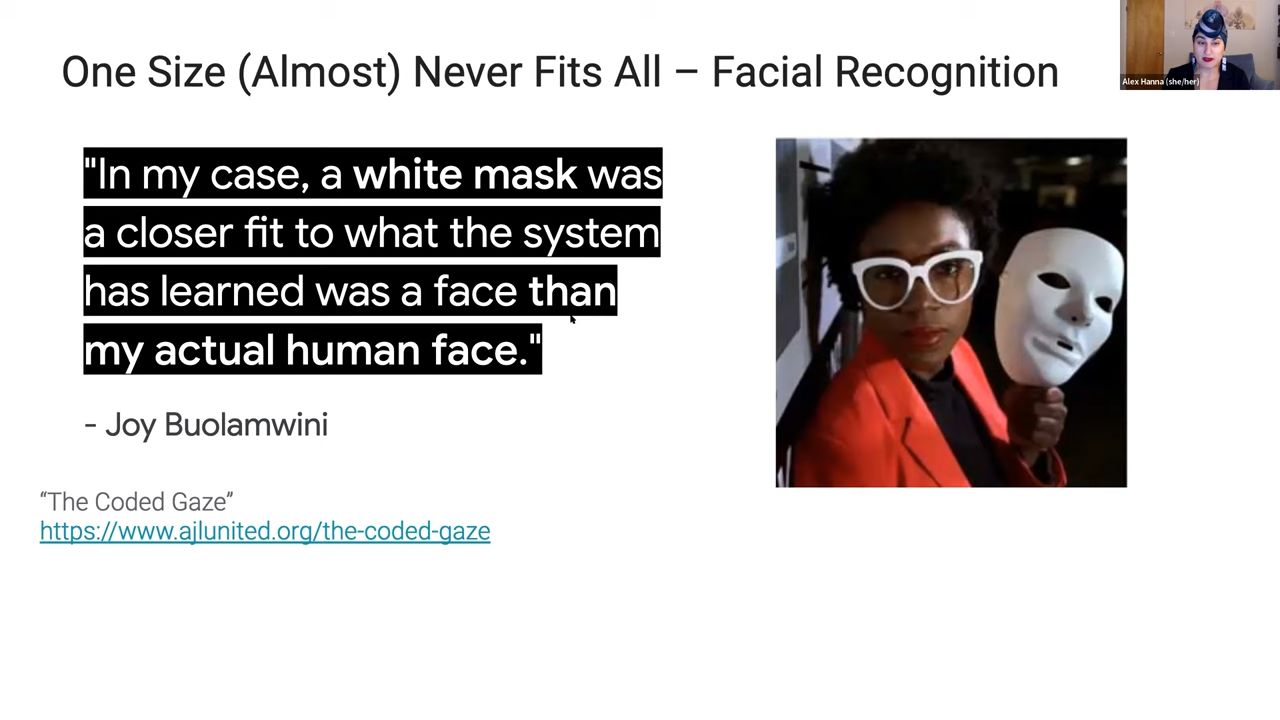 One Size (Almost) Never Fits All – Facial Recognition
Alex Hanna (she/her)
"In my case, a white mask was
a closer fit to what the system
has learned was a face than
my actual human face."
- Joy Buolamwini
“The Coded Gaze”
https://www.ajlunited.org/the-coded-gaze